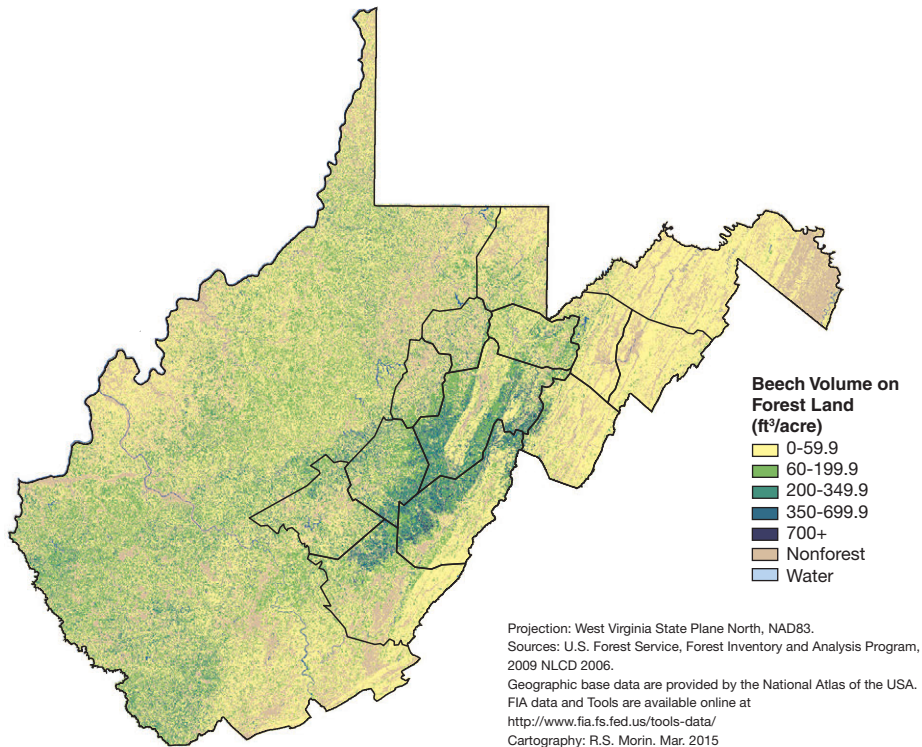 Beech Volume on
Forest Land
(ft³/acre)
0-59.9
60-199.9
200-349.9
350-699.9
700+
Nonforest
Water
Projection: West Virginia State Plane North, NAD83.
Sources: U.S. Forest Service, Forest Inventory and Analysis Program,
2009 NLCD 2006.
Geographic base data are provided by the National Atlas of the USA.
FIA data and Tools are available online at
http://www.fia.fs.fed.us/tools-data/
Cartography: R.S. Morin. Mar. 2015